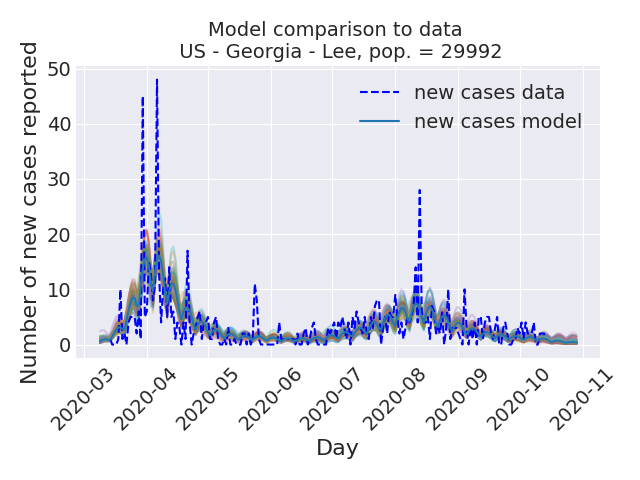 Model comparison to data
US - Georgia - Lee, pop. = 29992
Number of new cases reported
50
40
30
20
10
0
new cases data
new cases model
2020-03
2020-04
2020-05
2020-06
2020-07
2020-08
2020-09
2020-10
2020-11
Day